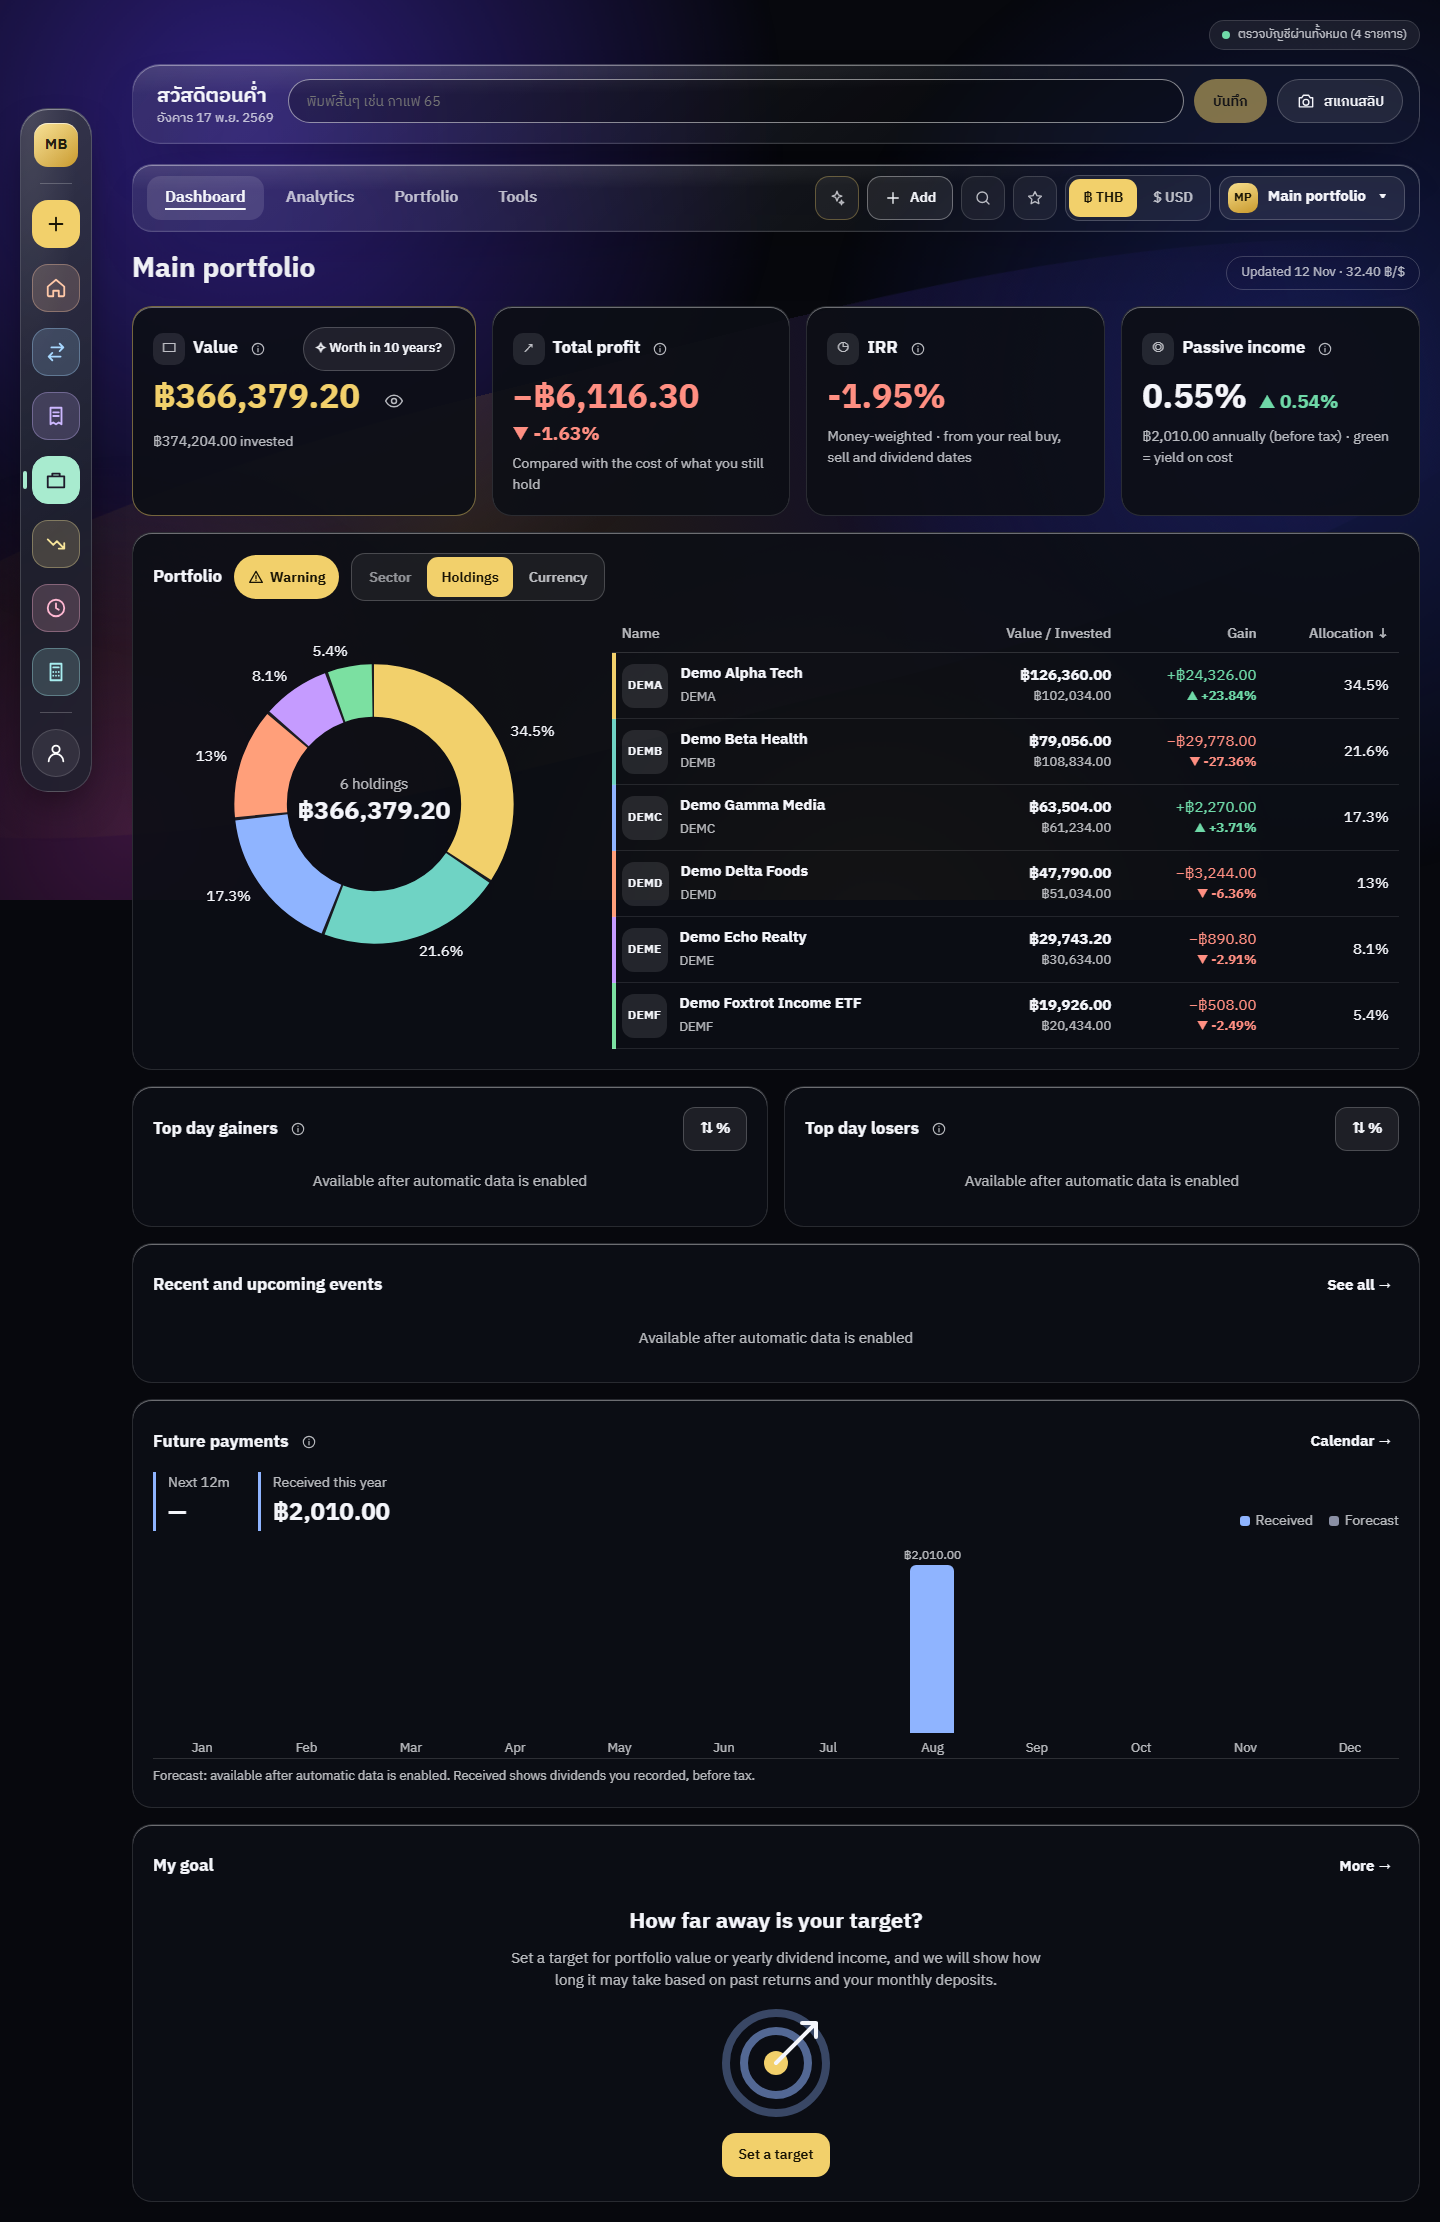 ตรวจบัญชีผ่านทั้งหมด (4 รายการ)
สวัสดีตอนค่ำ
อังคาร 17 พ.ย. 2569
พิมพ์สั้นๆ เช่น กาแฟ 65
บันทึก
สแกนสลิป
MB
Dashboard
Analytics
Portfolio
Tools
Add
฿ THB
$ USD
MP
Main portfolio
Main portfolio
Updated 12 Nov · 32.40 ฿/$
Value
Worth in 10 years?
฿366,379.20
฿374,204.00 invested
Total profit
−฿6,116.30
▼ -1.63%
Compared with the cost of what you still
hold
IRR
-1.95%
Money-weighted · from your real buy,
sell and dividend dates
Passive income
0.55% ▲ 0.54%
฿2,010.00 annually (before tax) · green
= yield on cost
Portfolio
Warning
Sector
Holdings
Currency
5.4%
8.1%
34.5%
13%
6 holdings
฿366,379.20
17.3%
21.6%
Name
Value / Invested
Gain
Allocation ↓
DEMA
Demo Alpha Tech
DEMA
฿126,360.00
฿102,034.00
+฿24,326.00
▲ +23.84%
34.5%
DEMB
Demo Beta Health
DEMB
฿79,056.00
฿108,834.00
−฿29,778.00
▼ -27.36%
21.6%
DEMC
Demo Gamma Media
DEMC
฿63,504.00
฿61,234.00
+฿2,270.00
▲ +3.71%
17.3%
DEMD
Demo Delta Foods
DEMD
฿47,790.00
฿51,034.00
−฿3,244.00
▼ -6.36%
13%
DEME
Demo Echo Realty
DEME
฿29,743.20
฿30,634.00
−฿890.80
▼ -2.91%
8.1%
DEMF
Demo Foxtrot Income ETF
DEMF
฿19,926.00
฿20,434.00
−฿508.00
▼ -2.49%
5.4%
Top day gainers
⇅ %
Available after automatic data is enabled
Top day losers
⇅ %
Available after automatic data is enabled
Recent and upcoming events
See all →
Available after automatic data is enabled
Future payments
Calendar →
Next 12m
—
Received this year
฿2,010.00
Received
Forecast
฿2,010.00
Jan
Feb
Mar
Apr
May
Jun
Jul
Aug
Sep
Oct
Nov
Dec
Forecast: available after automatic data is enabled. Received shows dividends you recorded, before tax.
My goal
More →
How far away is your target?
Set a target for portfolio value or yearly dividend income, and we will show how
long it may take based on past returns and your monthly deposits.
Set a target